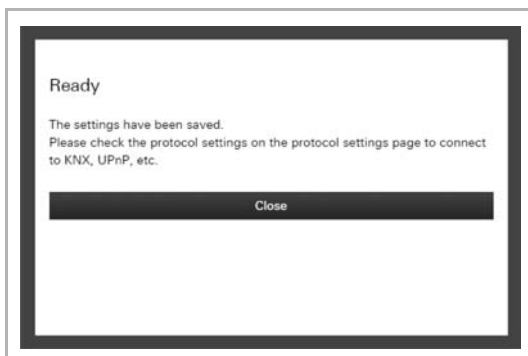 Ready
The settings have been saved.
Please check the protocol settings on the protocol settings page to connect
to KNX, UPnP, etc.
Close